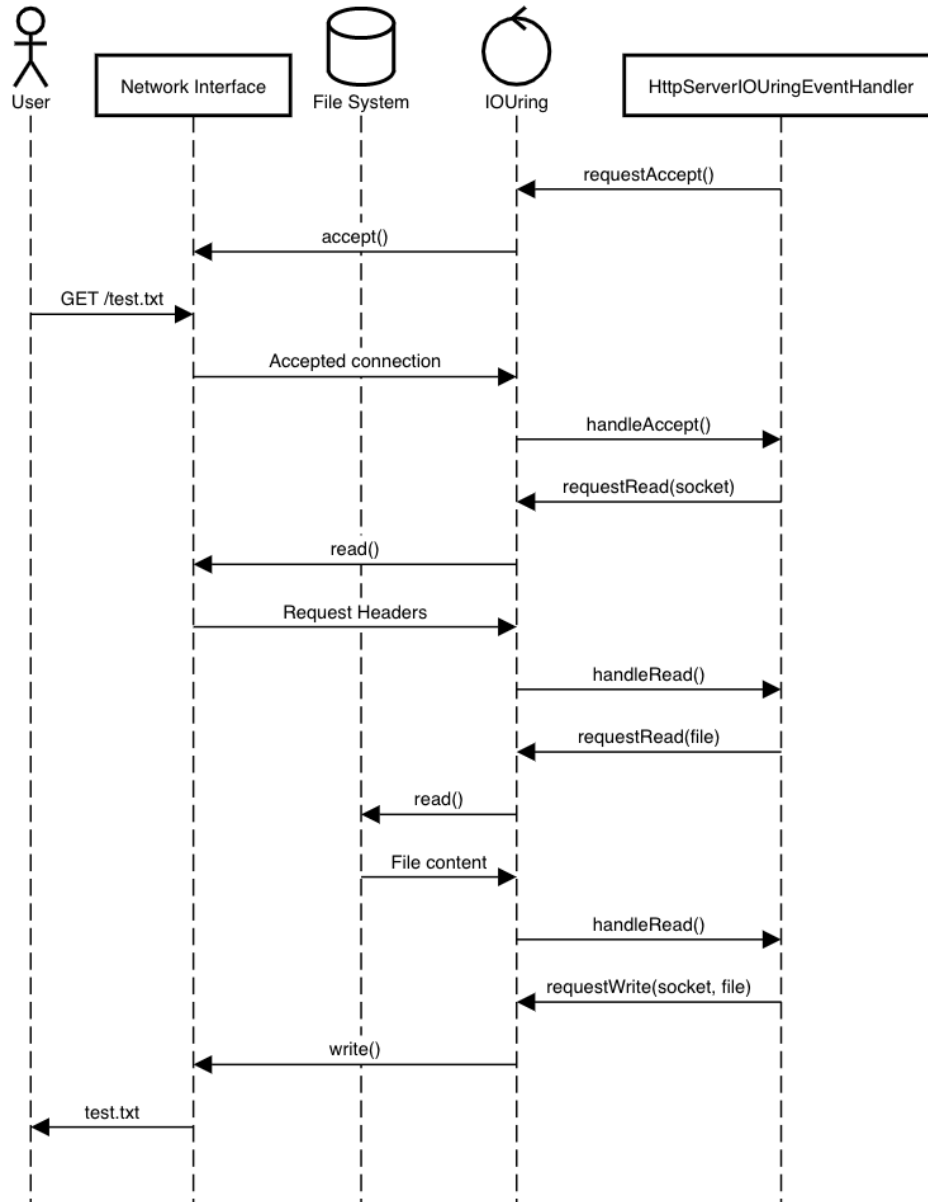 User
Network Interface
File System
IOUring
HttpServerIOUringEventHandler
requestAccept()
accept()
GET /test.txt
Accepted connection
handleAccept()
requestRead(socket)
read()
Request Headers
handleRead()
requestRead(file)
read()
File content
handleRead()
requestWrite(socket, file)
write()
test.txt